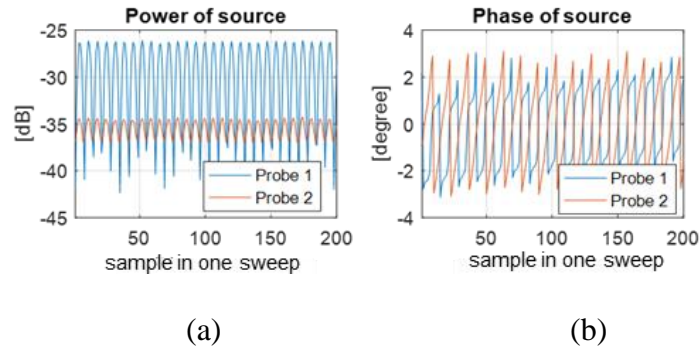 Power of source
-25
-30
-35
-40
-45
[dB]
50
100
150
200
sample in one sweep
Probe 1
Probe 2
(a)
Phase of source
4
2
0
-2
-4
[degree]
50
100
150
200
sample in one sweep
Probe 1
Probe 2
(b)